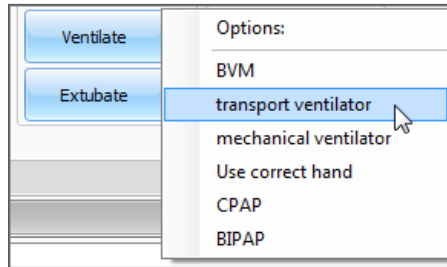 Ventilate
Extubate
Options:
BVM
transport ventilator
mechanical ventilator
Use correct hand
CPAP
BIPAP